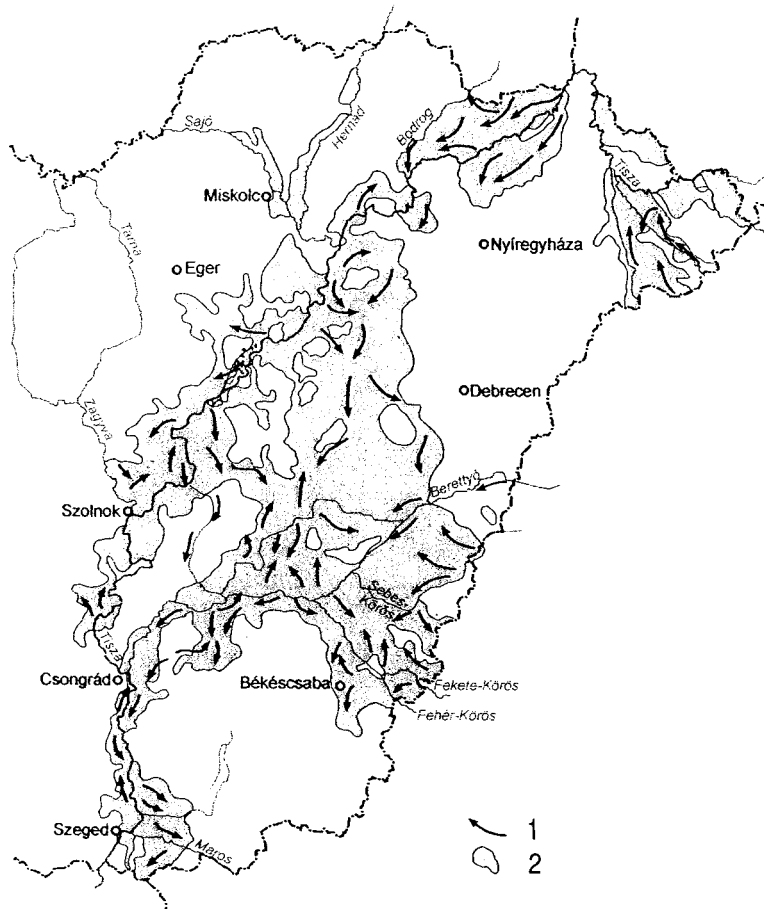 Sajó
Hernád
Bodrog
Miskolc
Tisza
Tarna
Eger
Nyíregyháza
Debrecen
Zagyva
Berettyó
Szolnok
Sebes-
Körös
Tisza
Csongrád
Békéscsaba
Fekete-Körös
Fehér-Körös
Szeged
Maros
1
2